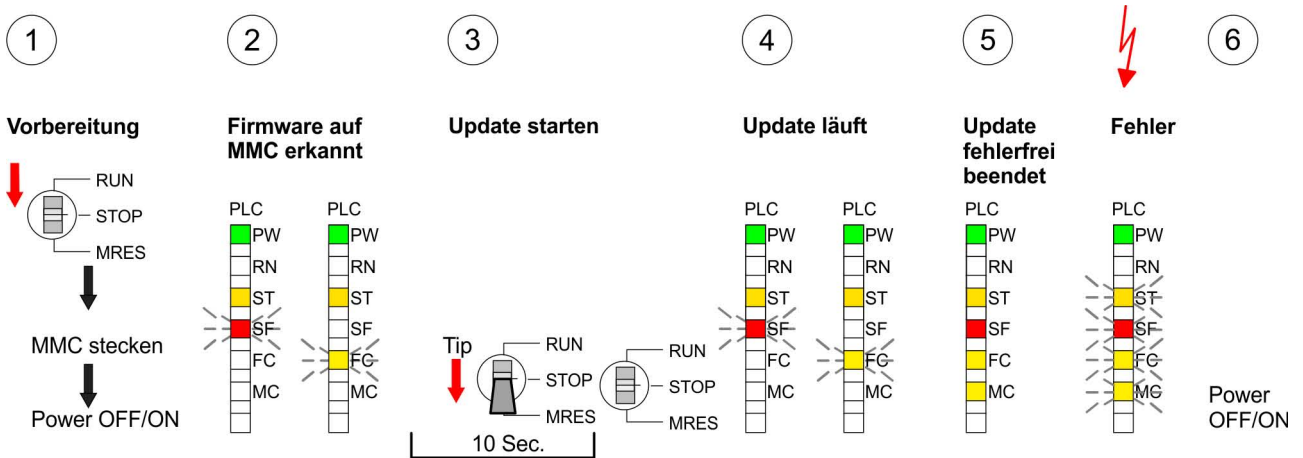 1
2
3
4
5
6
Vorbereitung
Firmware auf
MMC erkannt
Update starten
Update läuft
Update
fehlerfrei
beendet
Fehler
RUN
STOP
MRES
MMC stecken
Power OFF/ON
PLC
PW
RN
ST
SF
FC
MC
PLC
PW
RN
ST
SF
FC
MC
Tip
RUN
STOP
MRES
10 Sec.
RUN
STOP
MRES
PLC
PW
RN
ST
SF
FC
MC
PLC
PW
RN
ST
SF
FC
MC
PLC
PW
RN
ST
SF
FC
MC
PLC
PW
RN
ST
SF
FC
MC
Power
OFF/ON